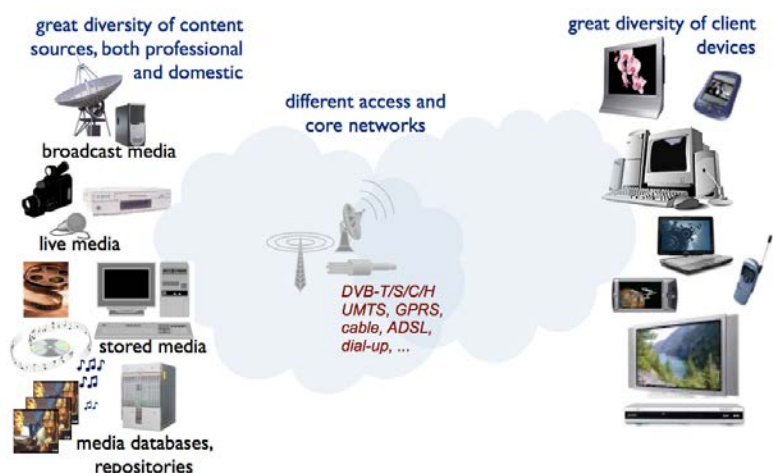 great diversity of content
sources, both professional
and domestic
broadcast media
live media
stored media
media databases,
repositories
different access and
core networks
DVB-T/S/C/H
UMTS, GPRS,
cable, ADSL,
dial-up, ...
great diversity of client
devices